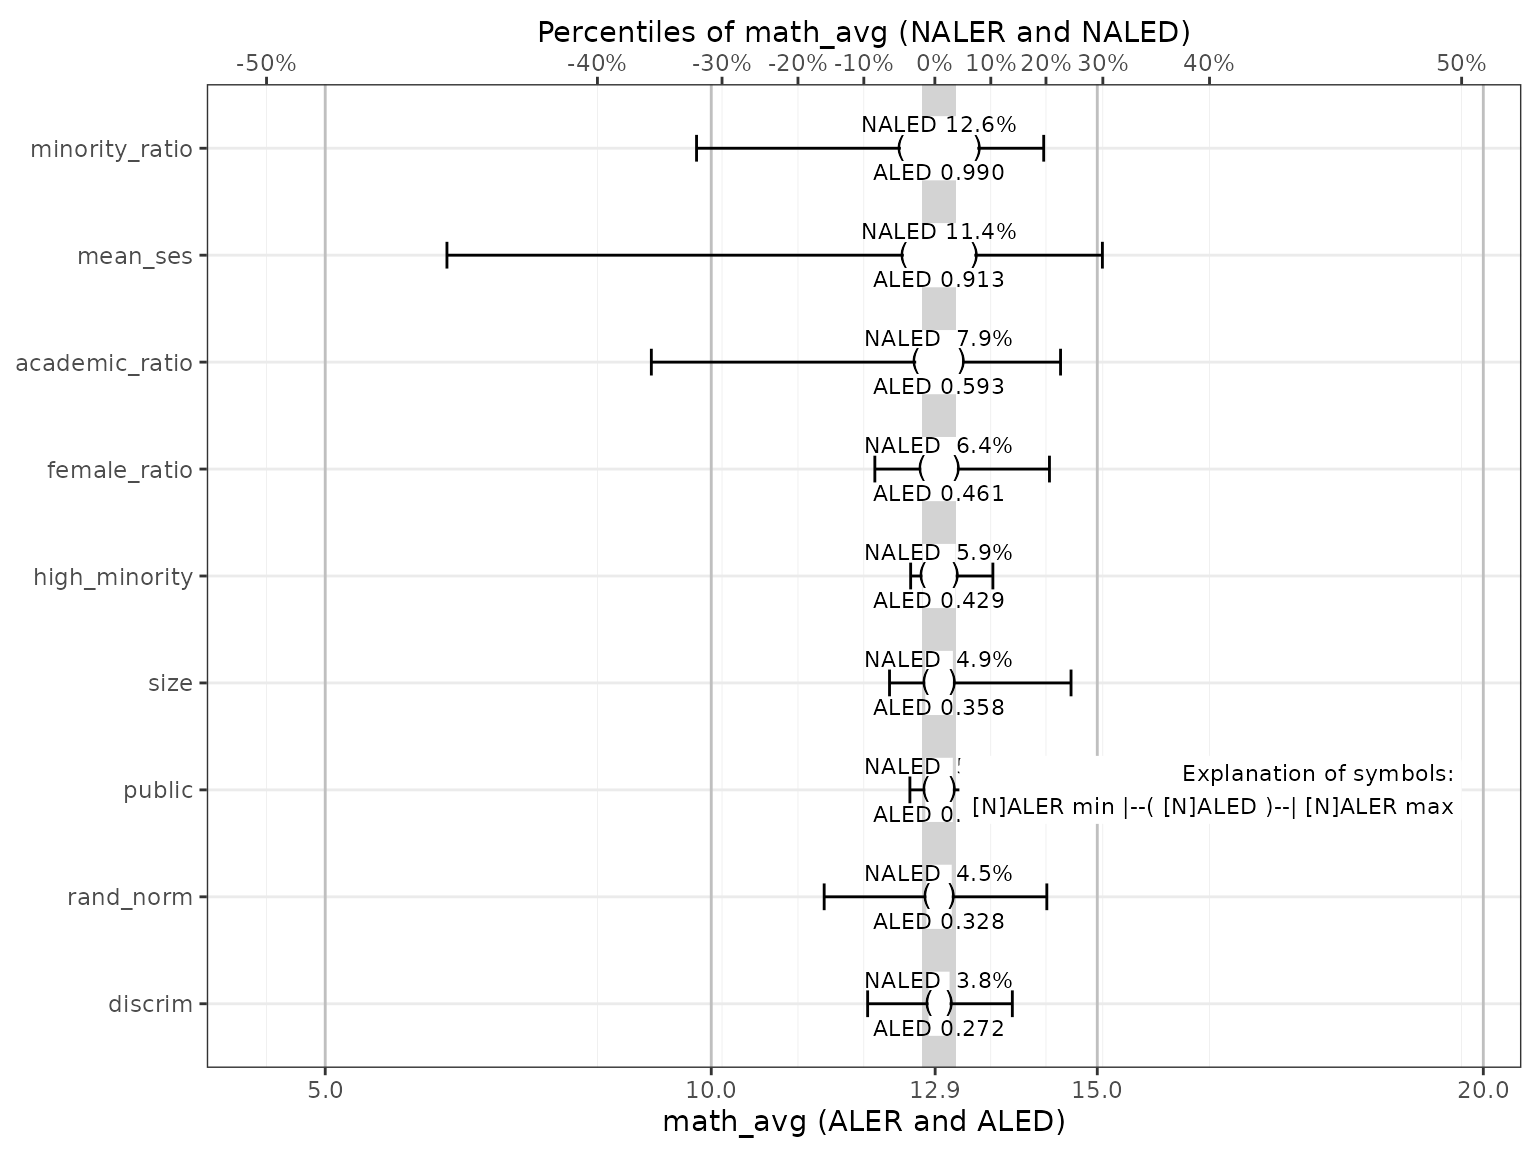 Percentiles of math_avg (NALER and NALED)
-50% -40% -30% -20% -10% 0% 10% 20% 30% 40% 50%
NALED 12.6%
minority_ratio
ALED 0.990
NALED 11.4%
mean_ses
ALED 0.913
NALED 7.9%
academic_ratio
ALED 0.593
NALED 6.4%
female_ratio
ALED 0.461
NALED 5.9%
high_minority
ALED 0.429
NALED 4.9%
size
ALED 0.358
NALED
public
ALED 0.
Explanation of symbols:
[N]ALER min |--( [N]ALED )--| [N]ALER max
NALED 4.5%
rand_norm
ALED 0.328
NALED 3.8%
discrim
ALED 0.272
5.0 10.0 12.9 15.0 20.0
math_avg (ALER and ALED)